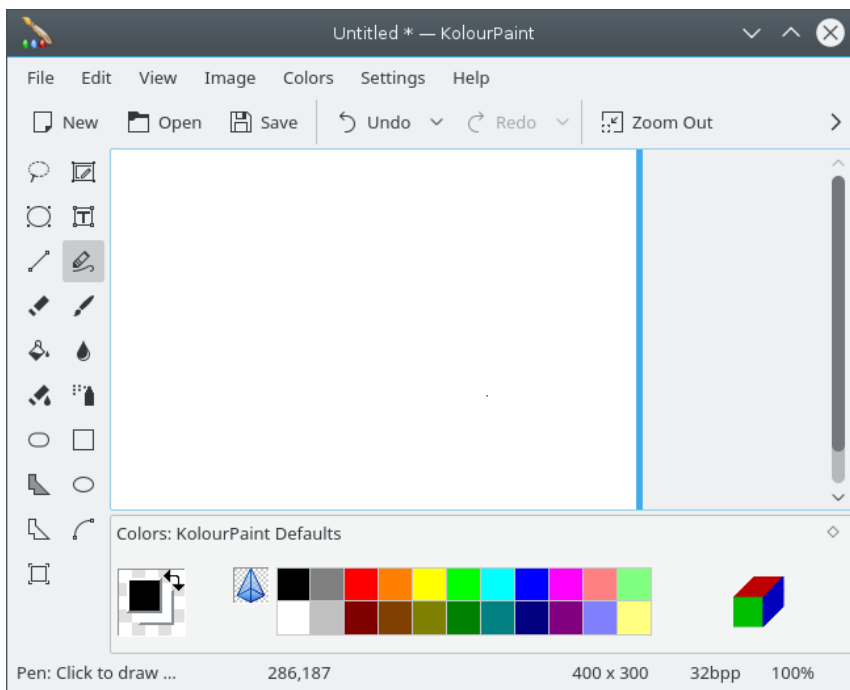 Untitled * — KolourPaint
File Edit View Image Colors Settings Help
New Open Save Undo Redo Zoom Out
Colors: KolourPaint Defaults
Pen: Click to draw ... 286,187 400 x 300 32bpp 100%